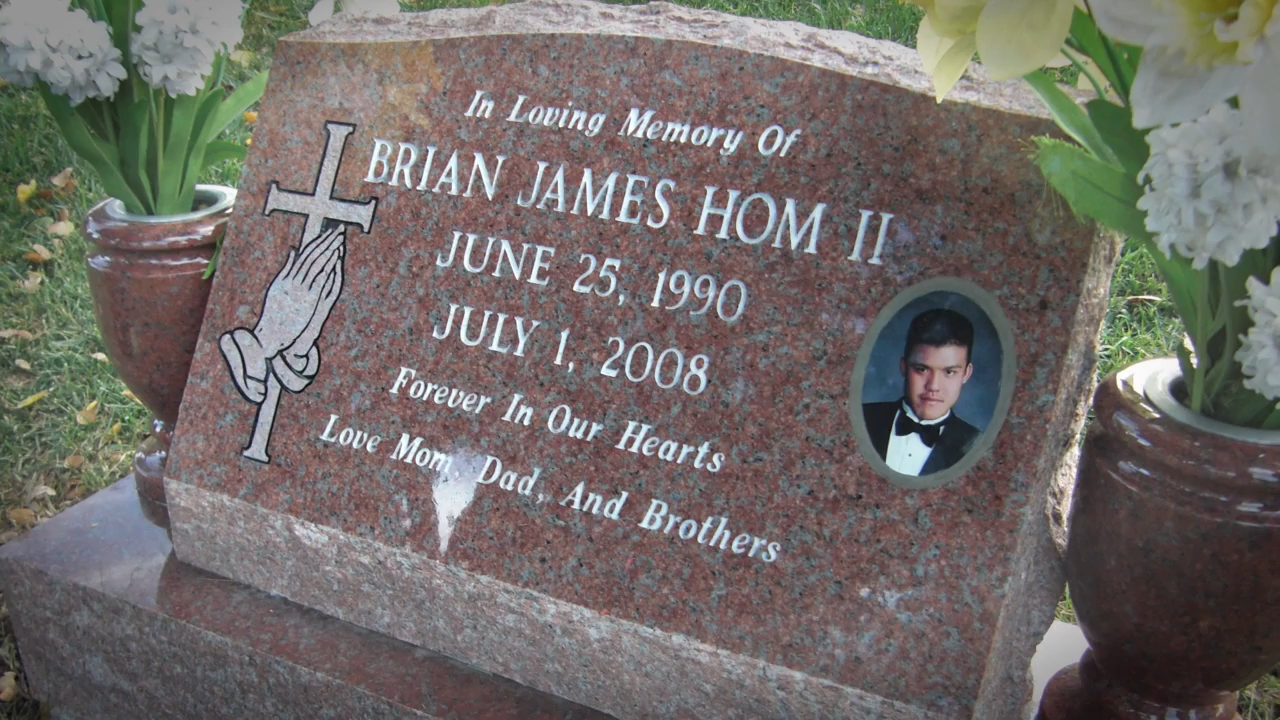 In Loving Memory Of
BRIAN JAMES HOM II
JUNE 25, 1990
JULY 1, 2008
Forever In Our Hearts
Love Mom, Dad, And Brothers